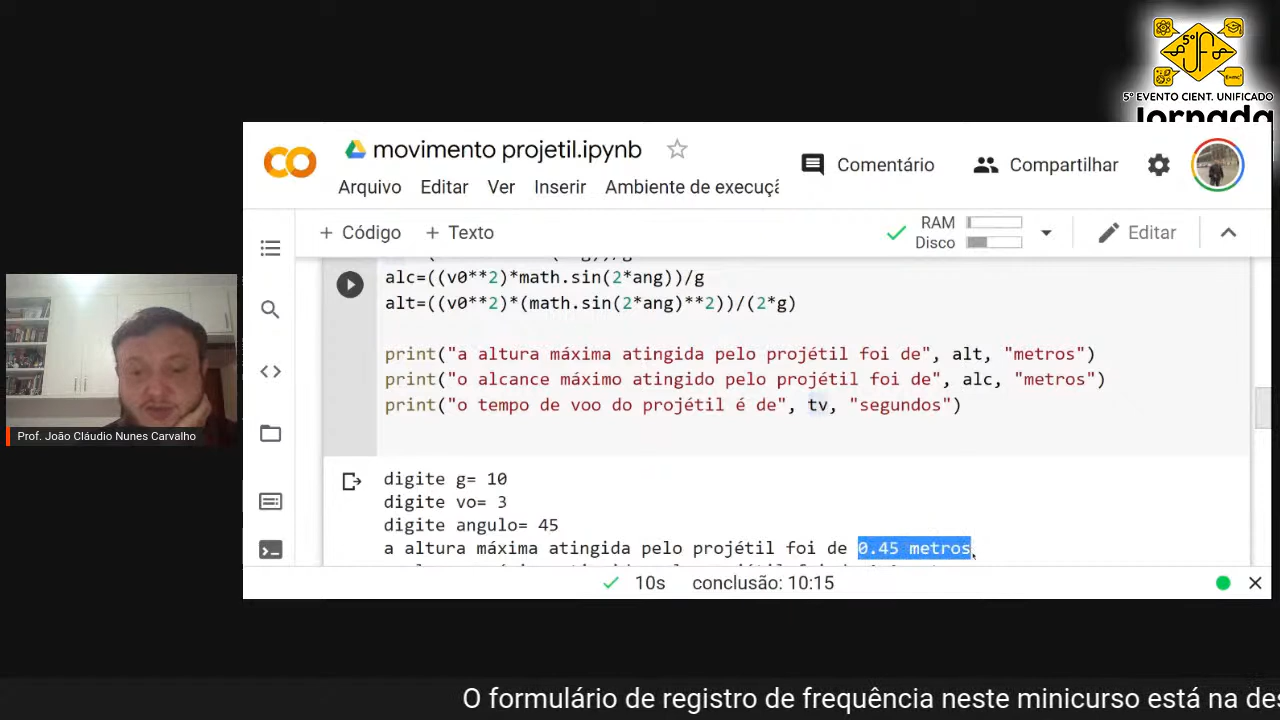 5º
5º EVENTO CIENT. UNIFICADO
Jornada
movimento projetil.ipynb
Comentário
Compartilhar
Arquivo Editar Ver Inserir Ambiente de execuçã
+ Código + Texto
RAM
Disco
Editar
alc=((v0**2)*math.sin(2*ang))/g
alt=((v0**2)*(math.sin(2*ang)**2))/(2*g)
print("a altura máxima atingida pelo projétil foi de", alt, "metros")
print("o alcance máximo atingido pelo projétil foi de", alc, "metros")
print("o tempo de voo do projétil é de", tv, "segundos")
digite g= 10
digite vo= 3
digite angulo= 45
a altura máxima atingida pelo projétil foi de 0.45 metros
10s conclusão: 10:15
Prof. João Cláudio Nunes Carvalho
O formulário de registro de frequência neste minicurso está na des